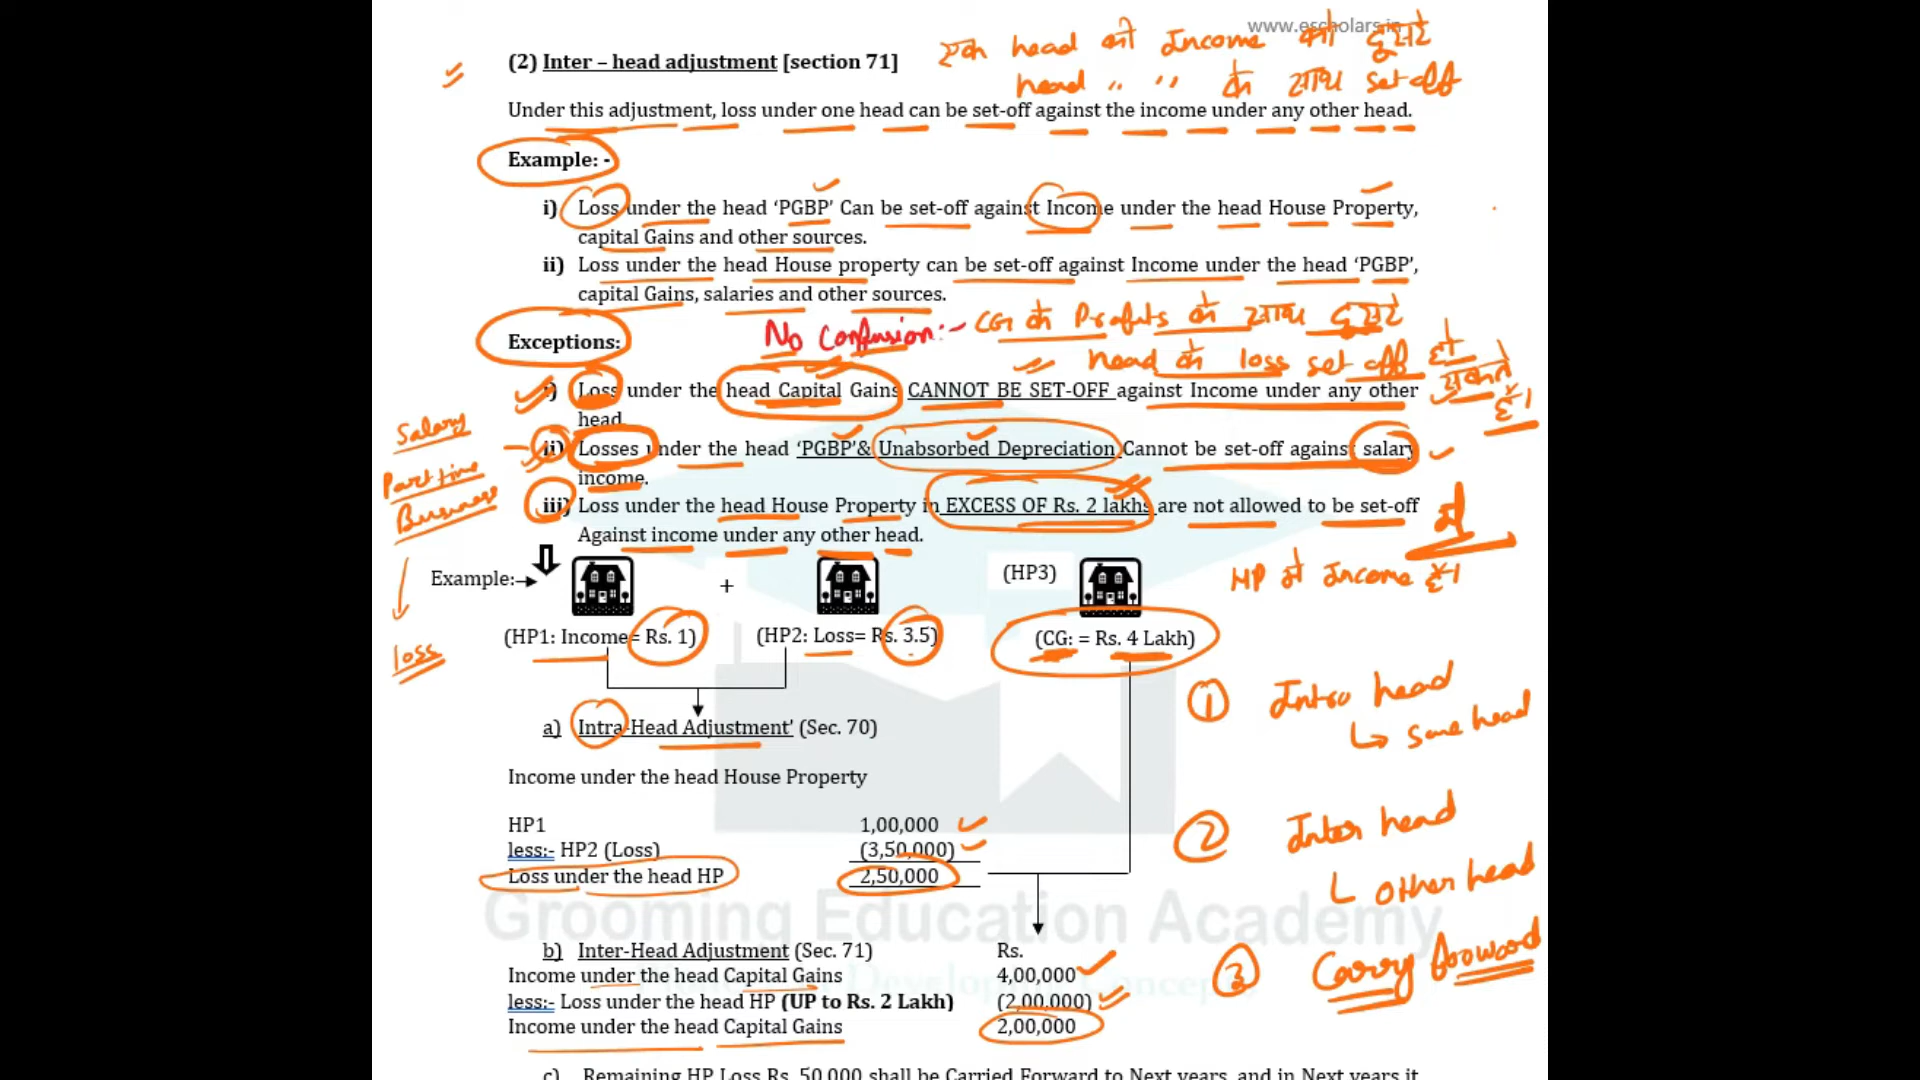 www.escholars.in
एक head की Income को दुसरे
head ,, ,, के साथ set off
(2) Inter – head adjustment [section 71]
Under this adjustment, loss under one head can be set-off against the income under any other head.
Example: -
i) Loss under the head ‘PGBP’ Can be set-off against Income under the head House Property,
capital Gains and other sources.
ii) Loss under the head House property can be set-off against Income under the head ‘PGBP’,
capital Gains, salaries and other sources.
No Confusion:- CG के Profits के साथ दुसरे
head के loss set off
Exceptions:
i) Loss under the head Capital Gains CANNOT BE SET-OFF against Income under any other
head.
ii) Losses under the head ‘PGBP’& Unabsorbed Depreciation Cannot be set-off against salary
income.
iii) Loss under the head House Property in EXCESS OF Rs. 2 lakhs are not allowed to be set-off
Against income under any other head.
Salary
Part time
Business
loss
HP Income
Example:-
(HP3)
+
(HP1: Income= Rs. 1) (HP2: Loss= Rs. 3.5) (CG: = Rs. 4 Lakh)
a) Intra-Head Adjustment’ (Sec. 70)
Income under the head House Property
HP1 1,00,000
less:- HP2 (Loss) (3,50,000)
Loss under the head HP 2,50,000
① Intra head
↳ same head
② Inter head
↳ other head
③ Carry forward
Grooming Education Academy
b) Inter-Head Adjustment (Sec. 71) Rs.
Income under the head Capital Gains 4,00,000
less:- Loss under the head HP (UP to Rs. 2 Lakh) (2,00,000)
Income under the head Capital Gains 2,00,000
c) Remaining HP Loss Rs. 50,000 shall be Carried Forward to Next years, and in Next years it